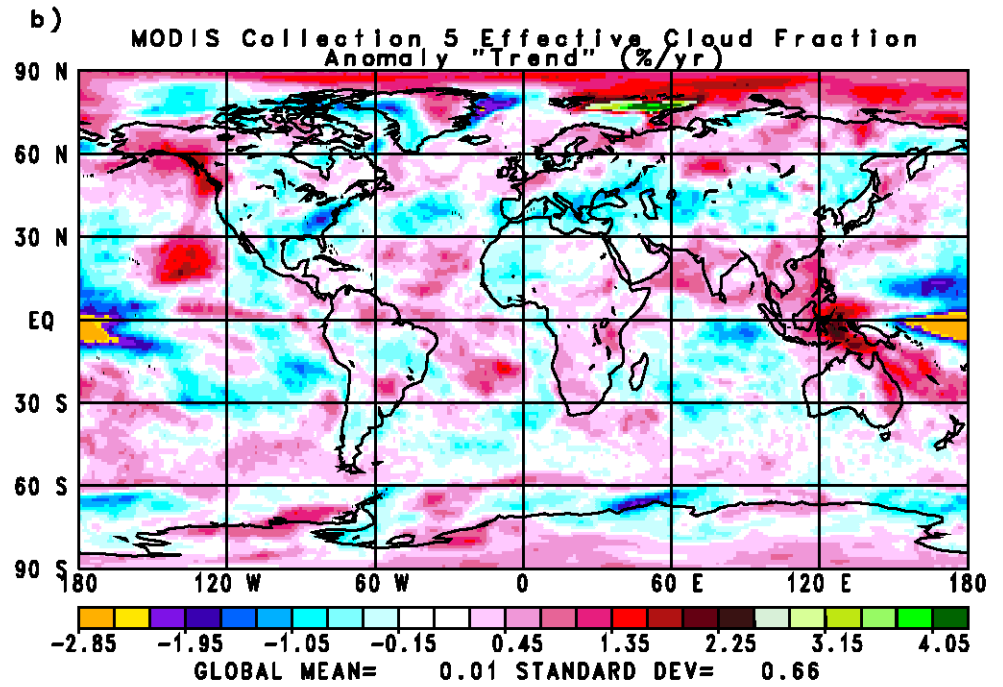 b)
MODIS Collection 5 Effective Cloud Fraction
Anomaly "Trend" (%/yr)
90 N
60 N
30 N
EQ
30 S
60 S
90 S
180 120 W 60 W 0 60 E 120 E 180
-2.85 -1.95 -1.05 -0.15 0.45 1.35 2.25 3.15 4.05
GLOBAL MEAN= 0.01 STANDARD DEV= 0.66